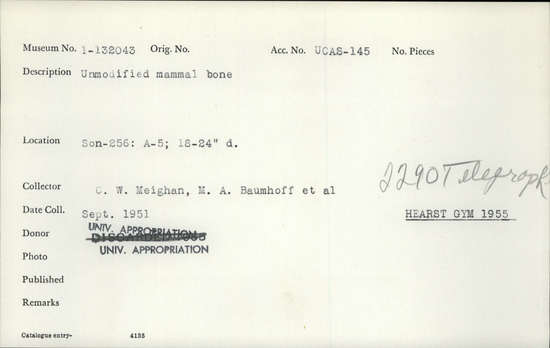 Museum No. 1-132043 Orig. No. Acc. No. UCAS-145 No. Pieces
Description Unmodified mammal bone
Location Son-256: A-5; 18-24" d.
2290 Telegraph
Collector C. W. Meighan, M. A. Baumhoff et al
Date Coll. Sept. 1951 HEARST GYM 1955
Donor UNIV. APPROPRIATION
UNIV. APPROPRIATION
Photo
Published
Remarks
Catalogue entry- 4135